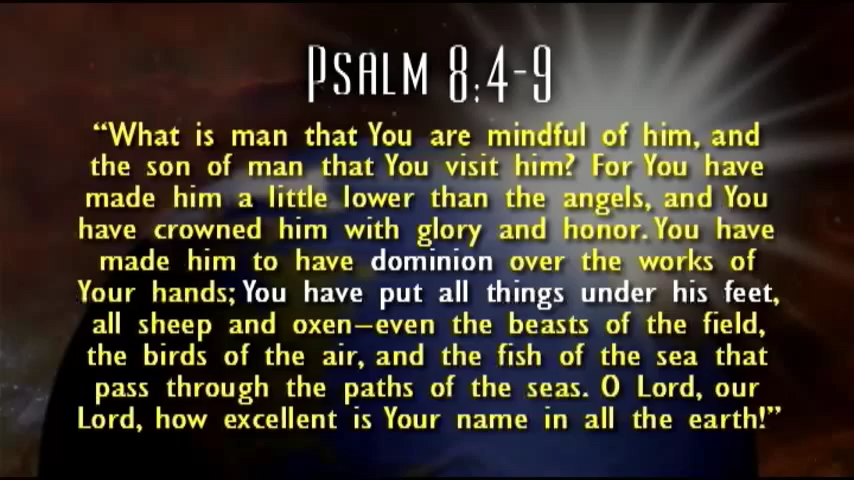 PSALM 8:4-9
“What is man that You are mindful of him, and
the son of man that You visit him? For You have
made him a little lower than the angels, and You
have crowned him with glory and honor. You have
made him to have dominion over the works of
Your hands; You have put all things under his feet,
all sheep and oxen—even the beasts of the field,
the birds of the air, and the fish of the sea that
pass through the paths of the seas. O Lord, our
Lord, how excellent is Your name in all the earth!”